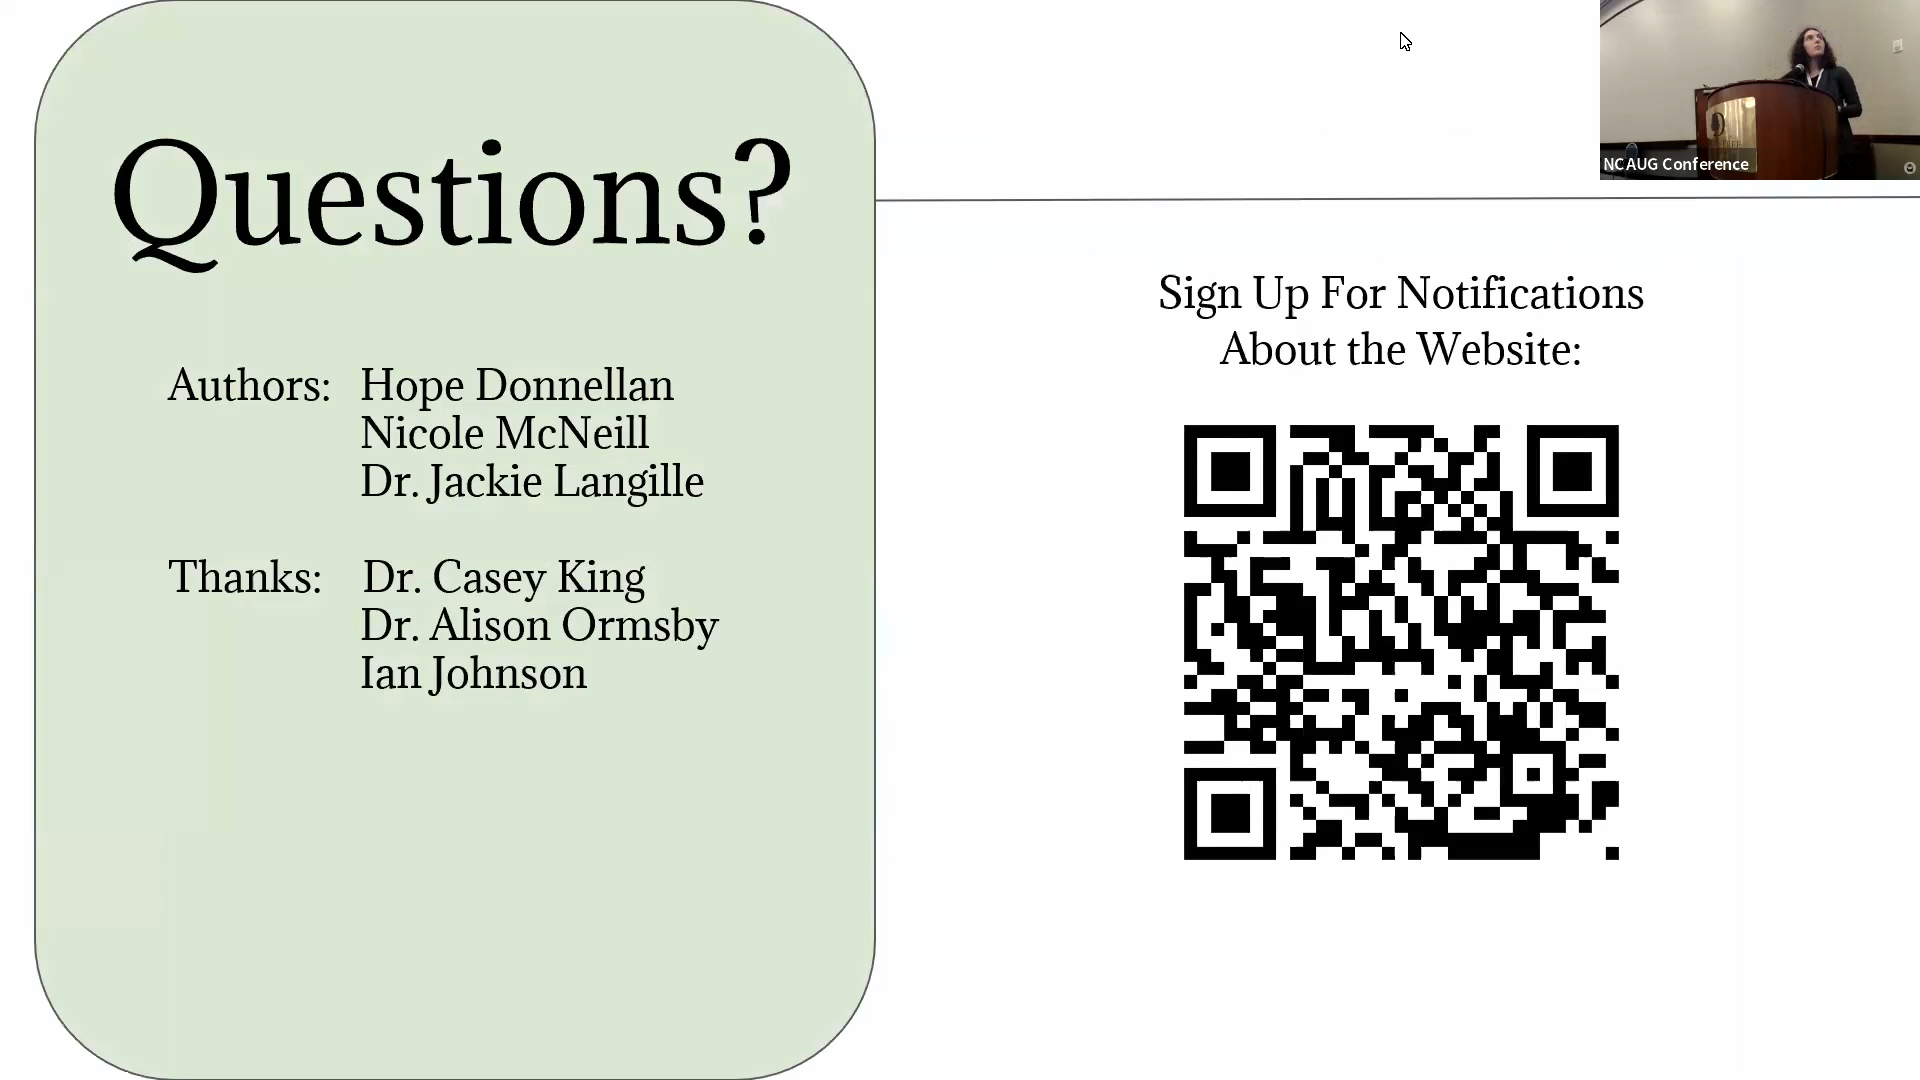 Questions?
Authors: Hope Donnellan
Nicole McNeill
Dr. Jackie Langille
Thanks: Dr. Casey King
Dr. Alison Ormsby
Ian Johnson
Sign Up For Notifications
About the Website:
NCAUG Conference